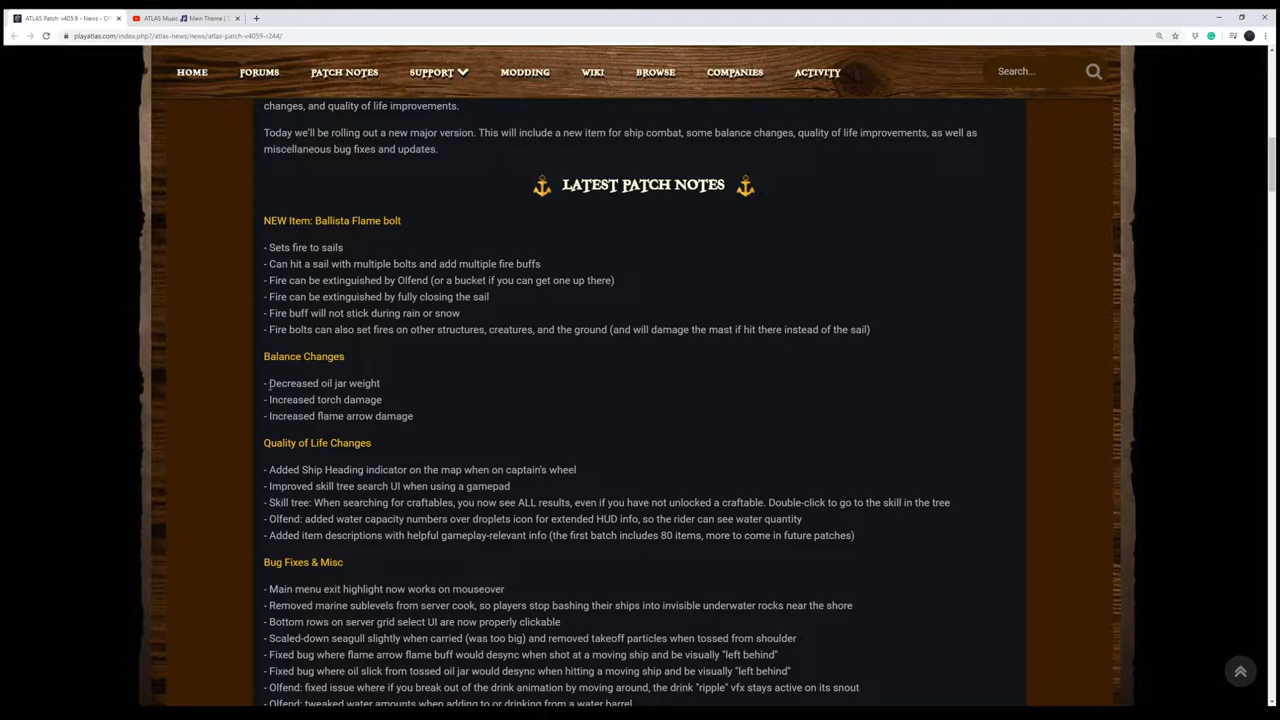 ATLAS Patch: v405.9 - News - Cr
ATLAS Music 🎵 Main Theme | T
playatlas.com/index.php?/atlas-news/news/atlas-patch-v4059-r244/
HOME FORUMS PATCH NOTES SUPPORT MODDING WIKI BROWSE COMPANIES ACTIVITY Search...
changes, and quality of life improvements.
Today we'll be rolling out a new major version. This will include a new item for ship combat, some balance changes, quality of life improvements, as well as
miscellaneous bug fixes and updates.
LATEST PATCH NOTES
NEW Item: Ballista Flame bolt
- Sets fire to sails
- Can hit a sail with multiple bolts and add multiple fire buffs
- Fire can be extinguished by Olfend (or a bucket if you can get one up there)
- Fire can be extinguished by fully closing the sail
- Fire buff will not stick during rain or snow
- Fire bolts can also set fires on other structures, creatures, and the ground (and will damage the mast if hit there instead of the sail)
Balance Changes
- Decreased oil jar weight
- Increased torch damage
- Increased flame arrow damage
Quality of Life Changes
- Added Ship Heading indicator on the map when on captain's wheel
- Improved skill tree search UI when using a gamepad
- Skill tree: When searching for craftables, you now see ALL results, even if you have not unlocked a craftable. Double-click to go to the skill in the tree
- Olfend: added water capacity numbers over droplets icon for extended HUD info, so the rider can see water quantity
- Added item descriptions with helpful gameplay-relevant info (the first batch includes 80 items, more to come in future patches)
Bug Fixes & Misc
- Main menu exit highlight now works on mouseover
- Removed marine sublevels from server cook, so players stop bashing their ships into invisible underwater rocks near the shore
- Bottom rows on server grid select UI are now properly clickable
- Scaled-down seagull slightly when carried (was too big) and removed takeoff particles when tossed from shoulder
- Fixed bug where flame arrow flame buff would desync when shot at a moving ship and be visually "left behind"
- Fixed bug where oil slick from tossed oil jar would desync when hitting a moving ship and be visually "left behind"
- Olfend: fixed issue where if you break out of the drink animation by moving around, the drink "ripple" vfx stays active on its snout
- Olfend: tweaked water amounts when adding to or drinking from a water barrel